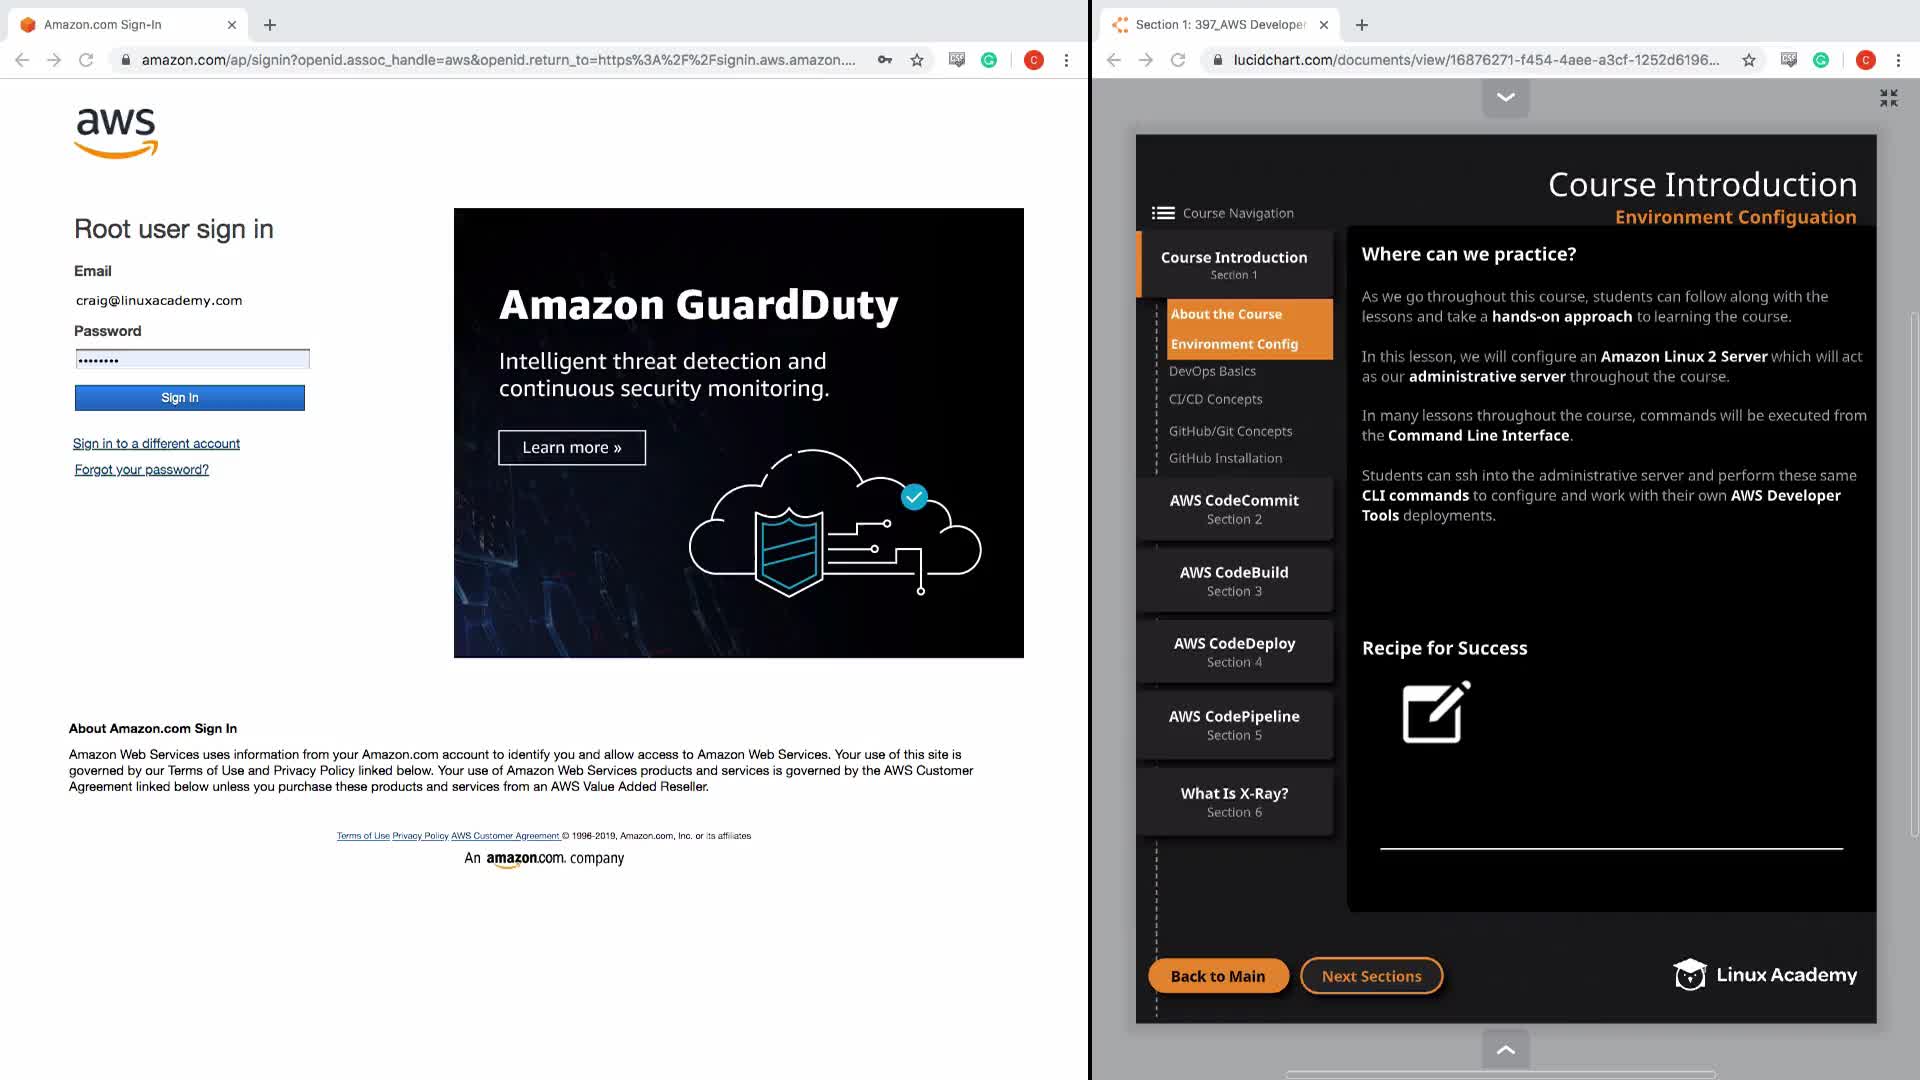 Amazon.com Sign-In
amazon.com/ap/signin?openid.assoc_handle=aws&openid.return_to=https%3A%2F%2Fsignin.aws.amazon....
C
aws
Root user sign in
Email
craig@linuxacademy.com
Password
••••••••
Sign In
Sign in to a different account
Forgot your password?
Amazon GuardDuty
Intelligent threat detection and
continuous security monitoring.
Learn more »
About Amazon.com Sign In
Amazon Web Services uses information from your Amazon.com account to identify you and allow access to Amazon Web Services. Your use of this site is
governed by our Terms of Use and Privacy Policy linked below. Your use of Amazon Web Services products and services is governed by the AWS Customer
Agreement linked below unless you purchase these products and services from an AWS Value Added Reseller.
Terms of Use Privacy Policy AWS Customer Agreement © 1996-2019, Amazon.com, Inc. or its affiliates
An amazon.com. company
Section 1: 397_AWS Developer
lucidchart.com/documents/view/16876271-f454-4aee-a3cf-1252d6196...
C
Course Introduction
Environment Configuation
Course Navigation
Course Introduction
Section 1
About the Course
Environment Config
DevOps Basics
CI/CD Concepts
GitHub/Git Concepts
GitHub Installation
AWS CodeCommit
Section 2
AWS CodeBuild
Section 3
AWS CodeDeploy
Section 4
AWS CodePipeline
Section 5
What Is X-Ray?
Section 6
Where can we practice?
As we go throughout this course, students can follow along with the
lessons and take a hands-on approach to learning the course.
In this lesson, we will configure an Amazon Linux 2 Server which will act
as our administrative server throughout the course.
In many lessons throughout the course, commands will be executed from
the Command Line Interface.
Students can ssh into the administrative server and perform these same
CLI commands to configure and work with their own AWS Developer
Tools deployments.
Recipe for Success
Back to Main
Next Sections
Linux Academy